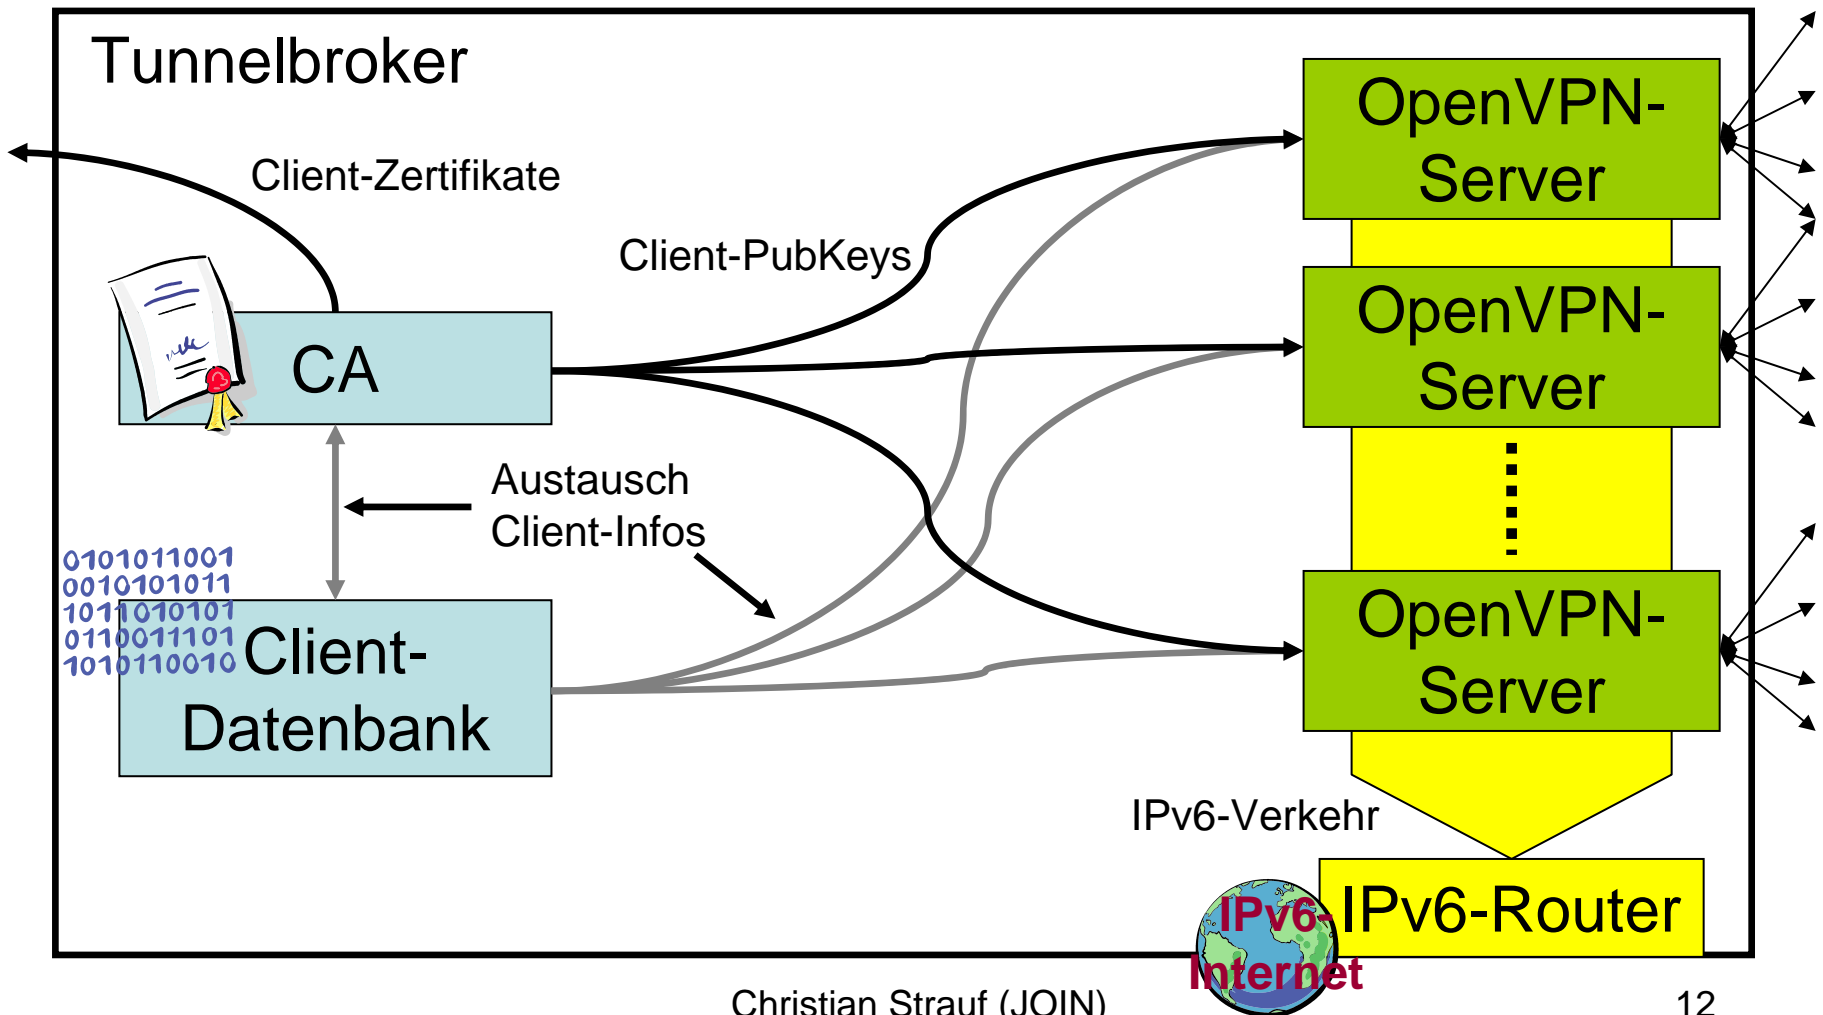 Tunnelbroker
OpenVPN-
Server
Client-Zertifikate
Client-PubKeys
OpenVPN-
Server
CA
Austausch
Client-Infos
0101011001
0010101011
1011010101
0110011101
1010110010
Client-
Datenbank
OpenVPN-
Server
IPv6-Verkehr
IPv6-Router
IPv6-
Internet
Christian Strauf (JOIN)
12